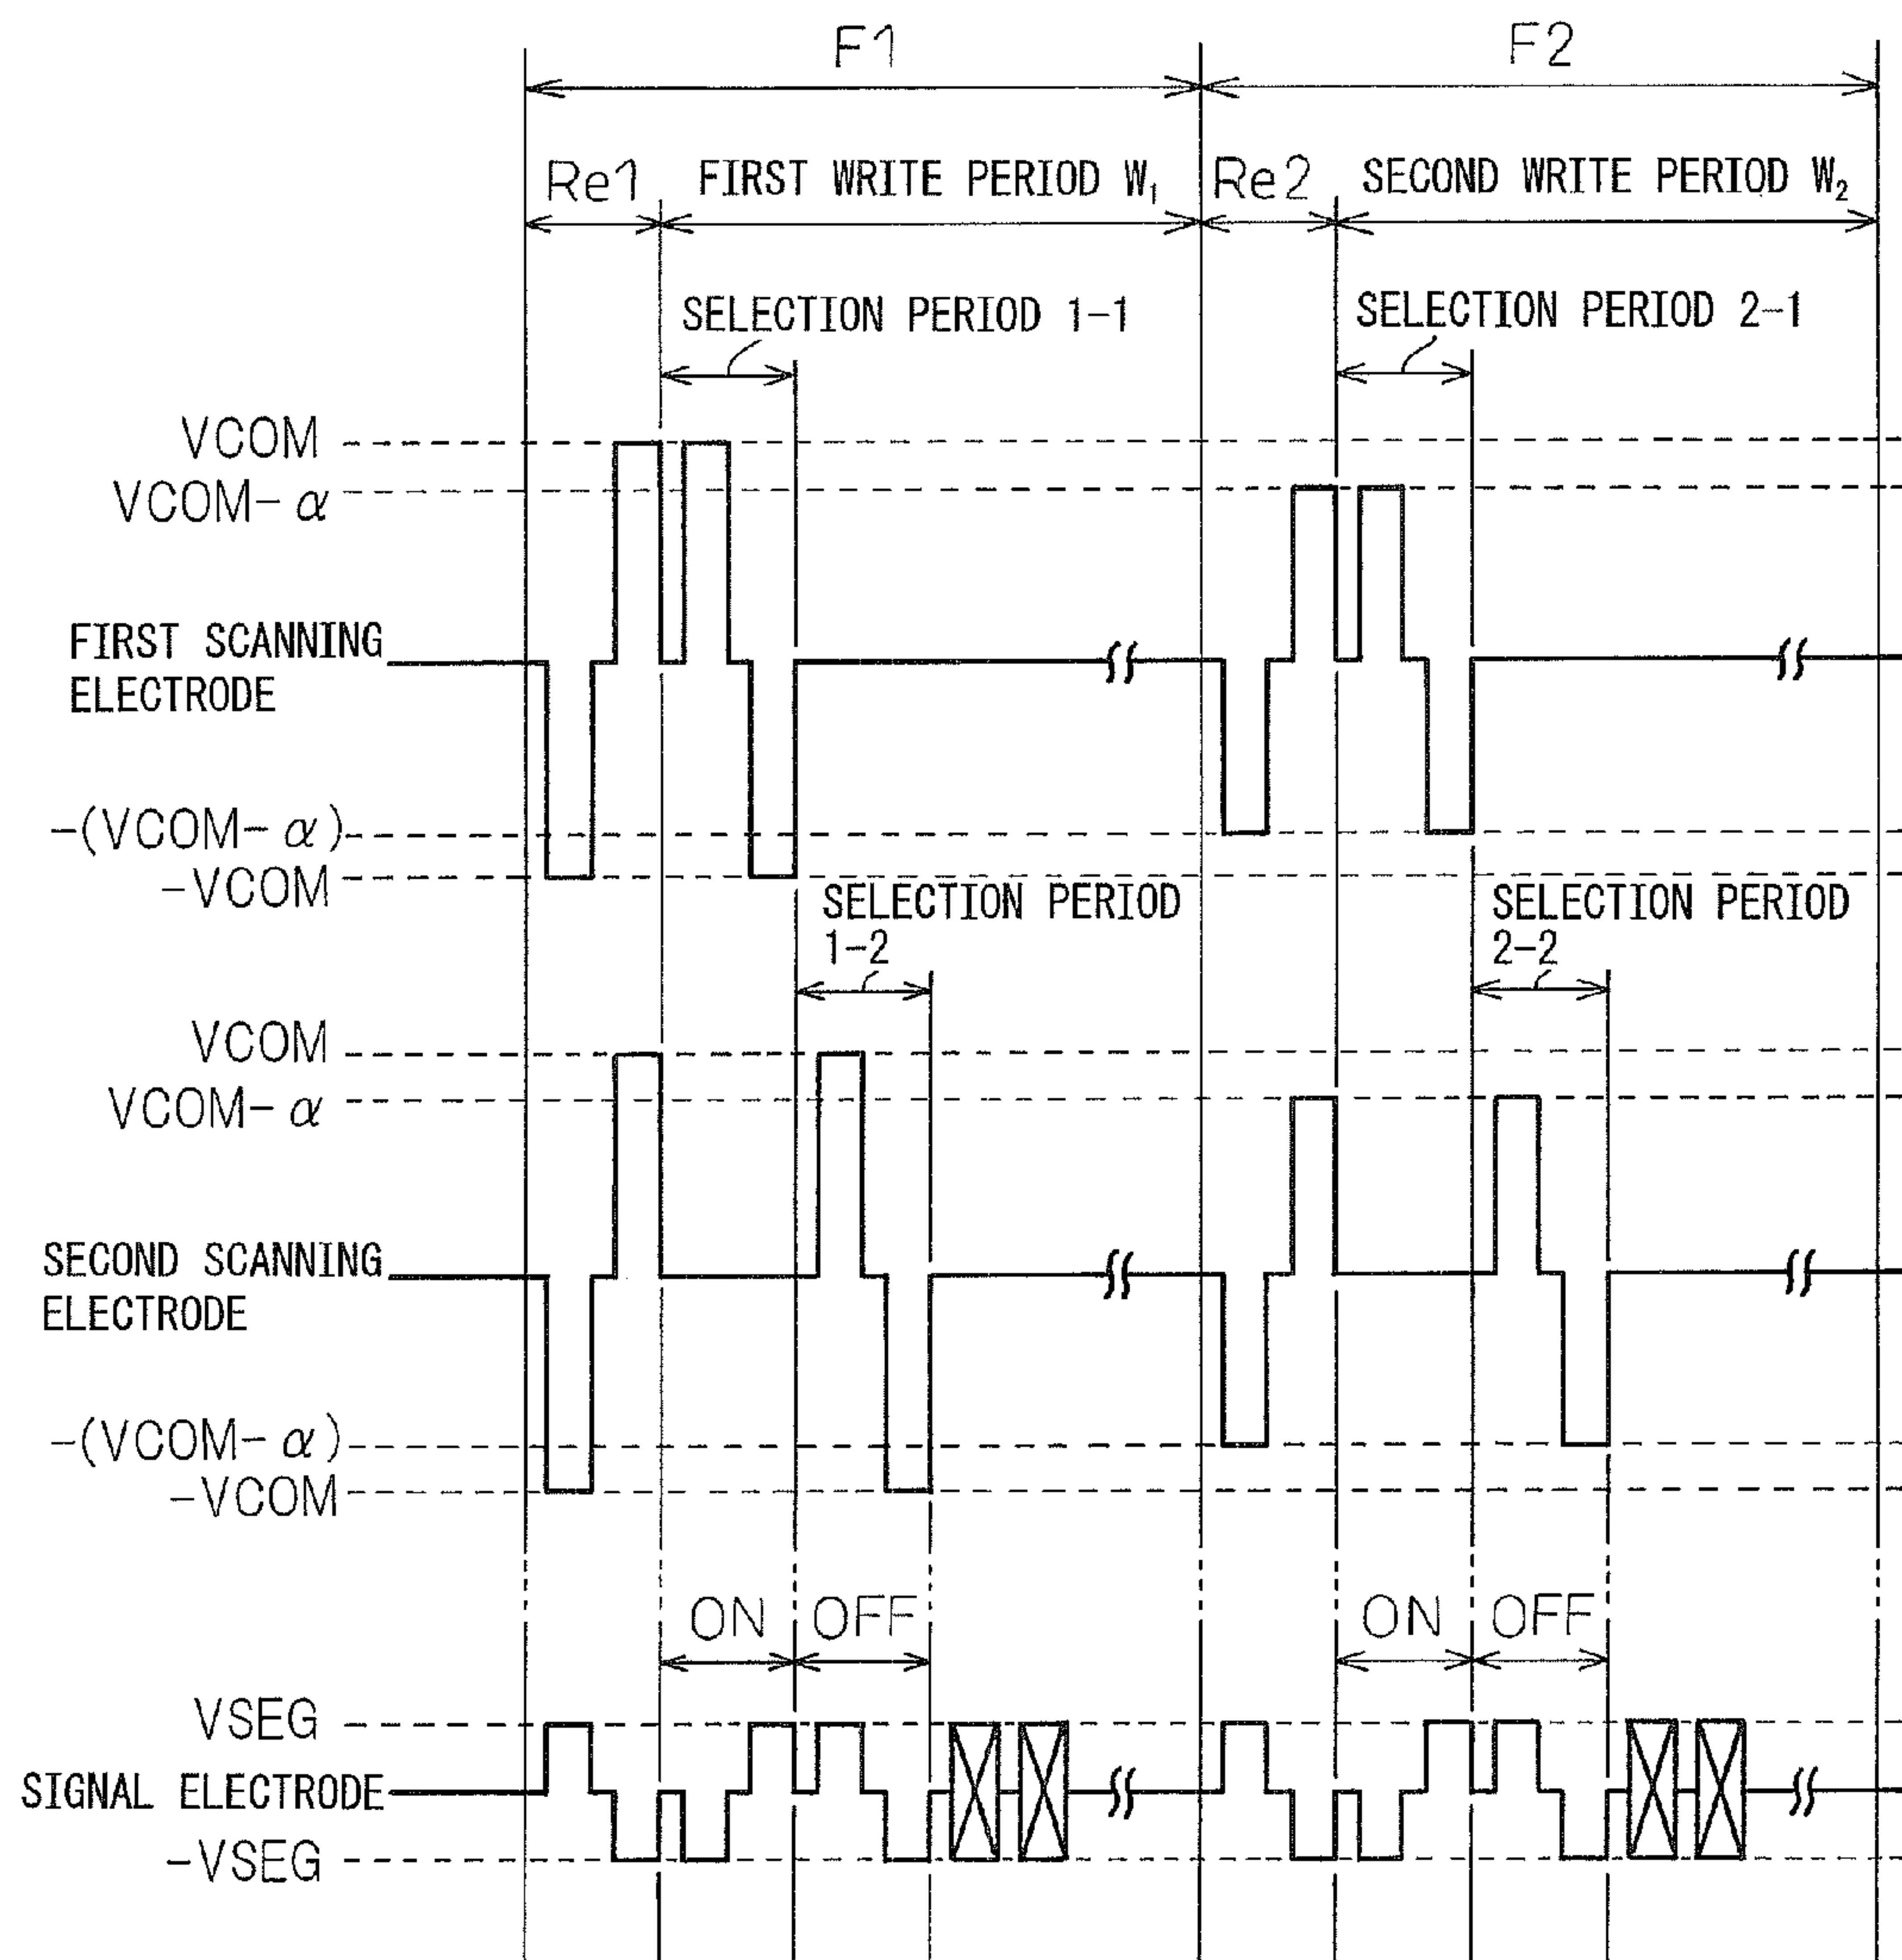 F1 F2
Re1 FIRST WRITE PERIOD W₁ Re2 SECOND WRITE PERIOD W₂
SELECTION PERIOD 1-1 SELECTION PERIOD 2-1
VCOM
VCOM-α
FIRST SCANNING
ELECTRODE
-(VCOM-α)
-VCOM
SELECTION PERIOD SELECTION PERIOD
1-2 2-2
VCOM
VCOM-α
SECOND SCANNING
ELECTRODE
-(VCOM-α)
-VCOM
ON OFF ON OFF
VSEG
SIGNAL ELECTRODE
-VSEG